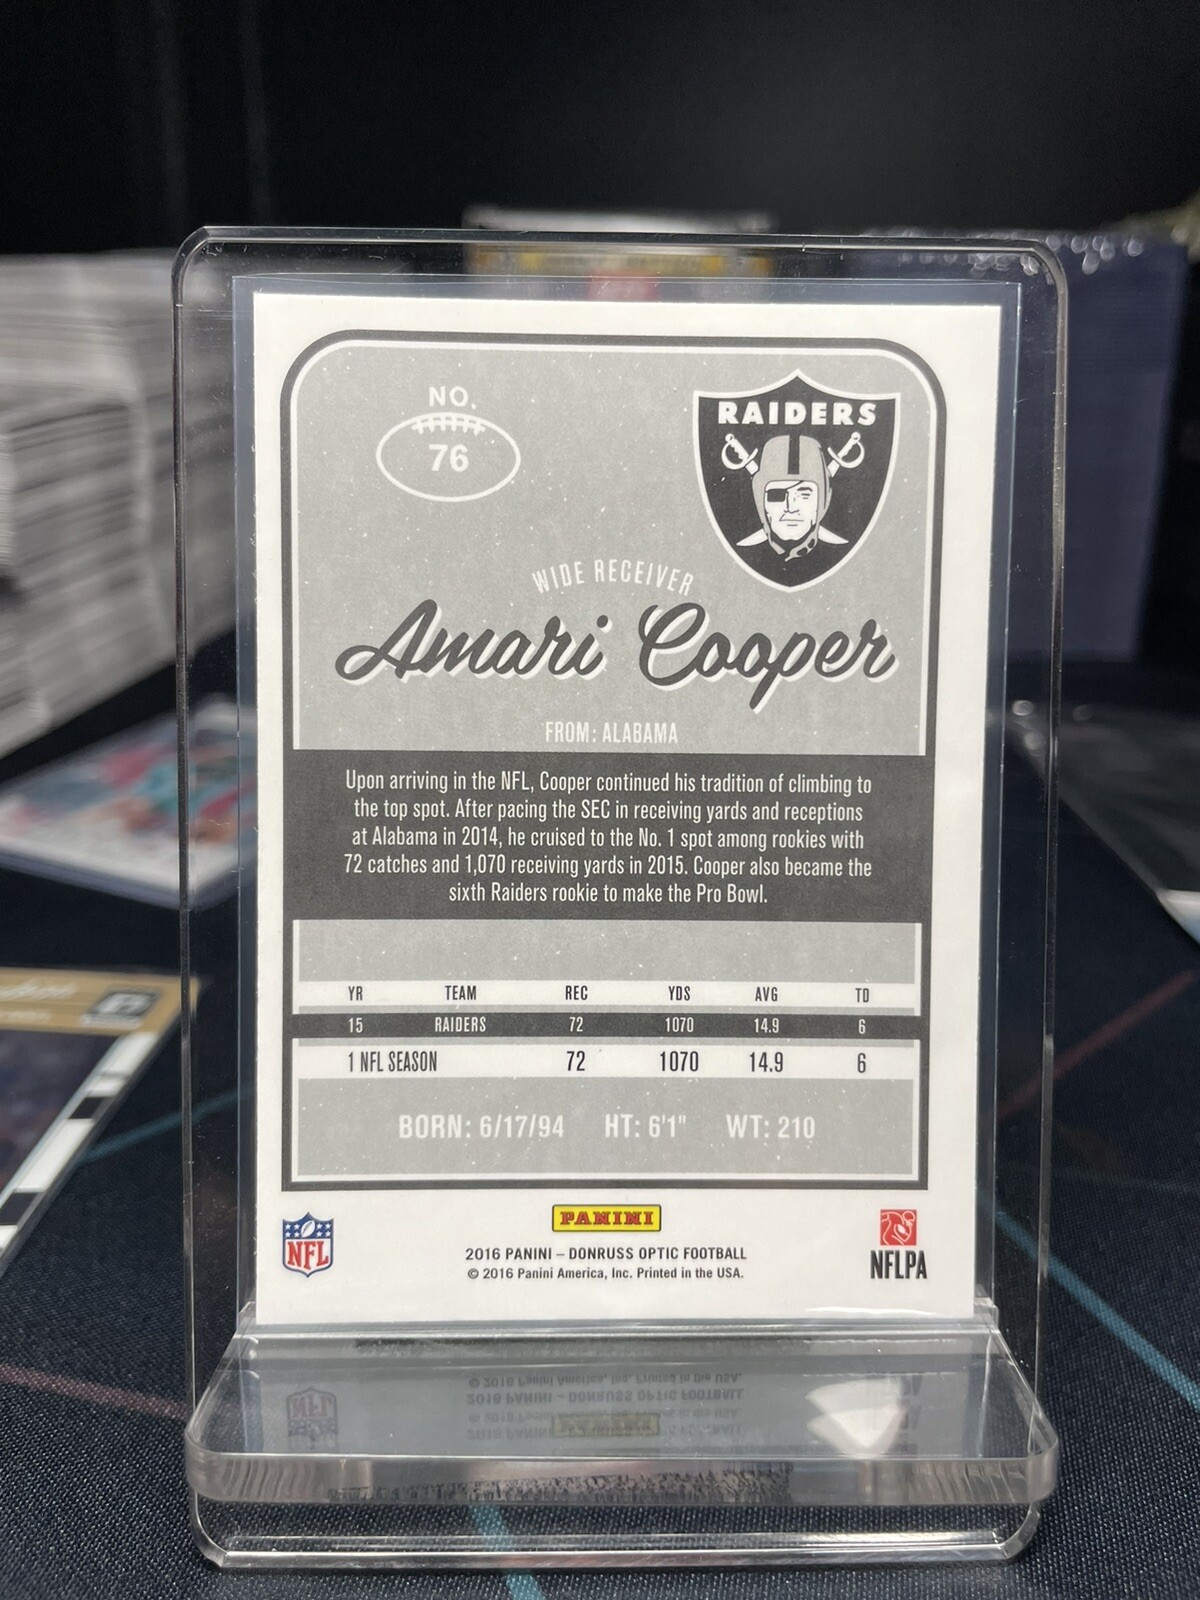 NO.
76
RAIDERS
WIDE RECEIVER
Amari Cooper
FROM: ALABAMA
Upon arriving in the NFL, Cooper continued his tradition of climbing to
the top spot. After pacing the SEC in receiving yards and receptions
at Alabama in 2014, he cruised to the No. 1 spot among rookies with
72 catches and 1,070 receiving yards in 2015. Cooper also became the
sixth Raiders rookie to make the Pro Bowl.
YR TEAM REC YDS AVG TD
15 RAIDERS 72 1070 14.9 6
1 NFL SEASON 72 1070 14.9 6
BORN: 6/17/94 HT: 6'1" WT: 210
NFL
PANINI
2016 PANINI – DONRUSS OPTIC FOOTBALL
© 2016 Panini America, Inc. Printed in the USA.
NFLPA